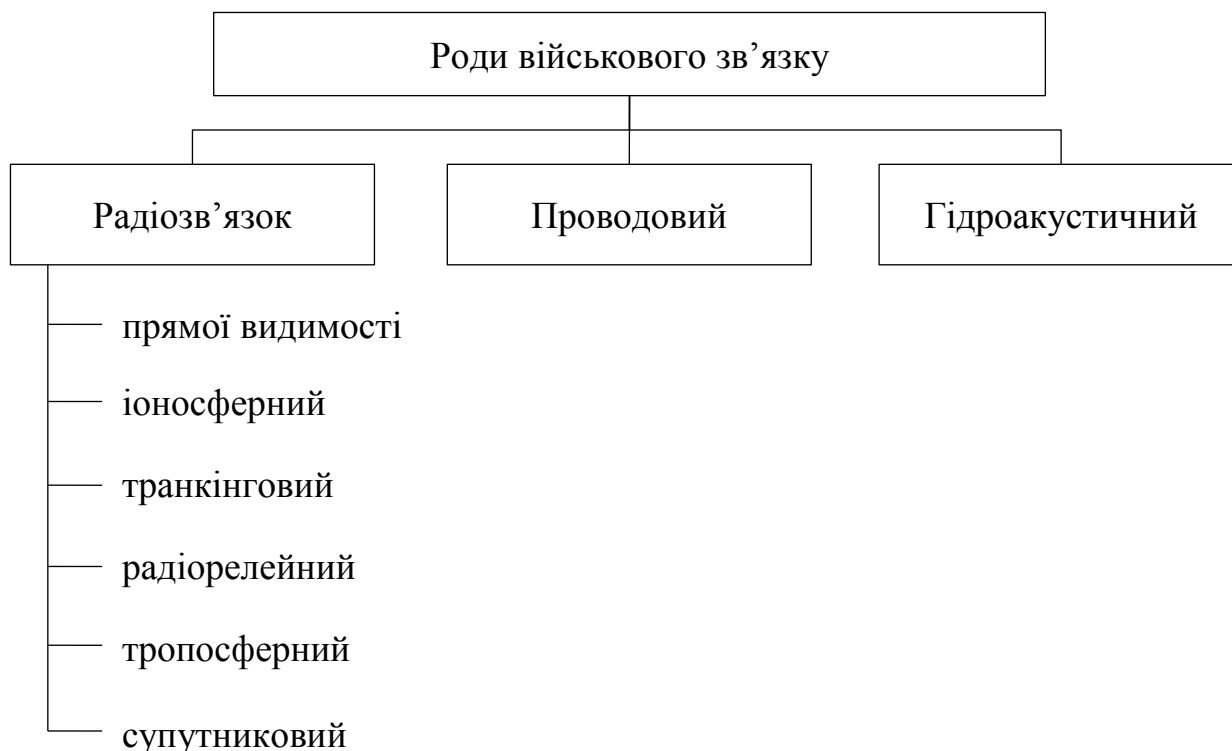 Роди військового зв’язку
Радіозв’язок
Проводовий
Гідроакустичний
прямої видимості
іоносферний
транкінговий
радіорелейний
тропосферний
супутниковий